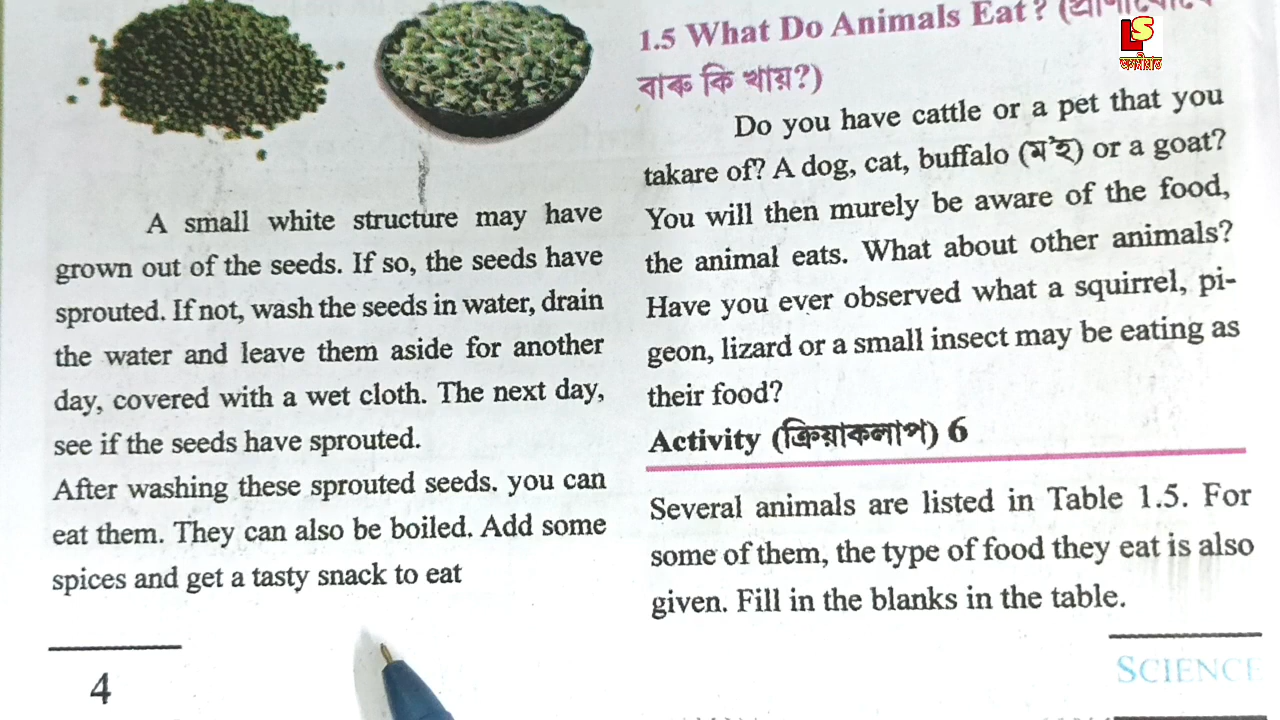 A small white structure may have
grown out of the seeds. If so, the seeds have
sprouted. If not, wash the seeds in water, drain
the water and leave them aside for another
day, covered with a wet cloth. The next day,
see if the seeds have sprouted.
After washing these sprouted seeds. you can
eat them. They can also be boiled. Add some
spices and get a tasty snack to eat
4
1.5 What Do Animals Eat? (প্ৰাণীবোৰে
বাৰু কি খায়?)
Do you have cattle or a pet that you
takare of? A dog, cat, buffalo (ম'হ) or a goat?
You will then murely be aware of the food,
the animal eats. What about other animals?
Have you ever observed what a squirrel, pi-
geon, lizard or a small insect may be eating as
their food?
Activity (ক্ৰিয়াকলাপ) 6
Several animals are listed in Table 1.5. For
some of them, the type of food they eat is also
given. Fill in the blanks in the table.
SCIENCE
LS